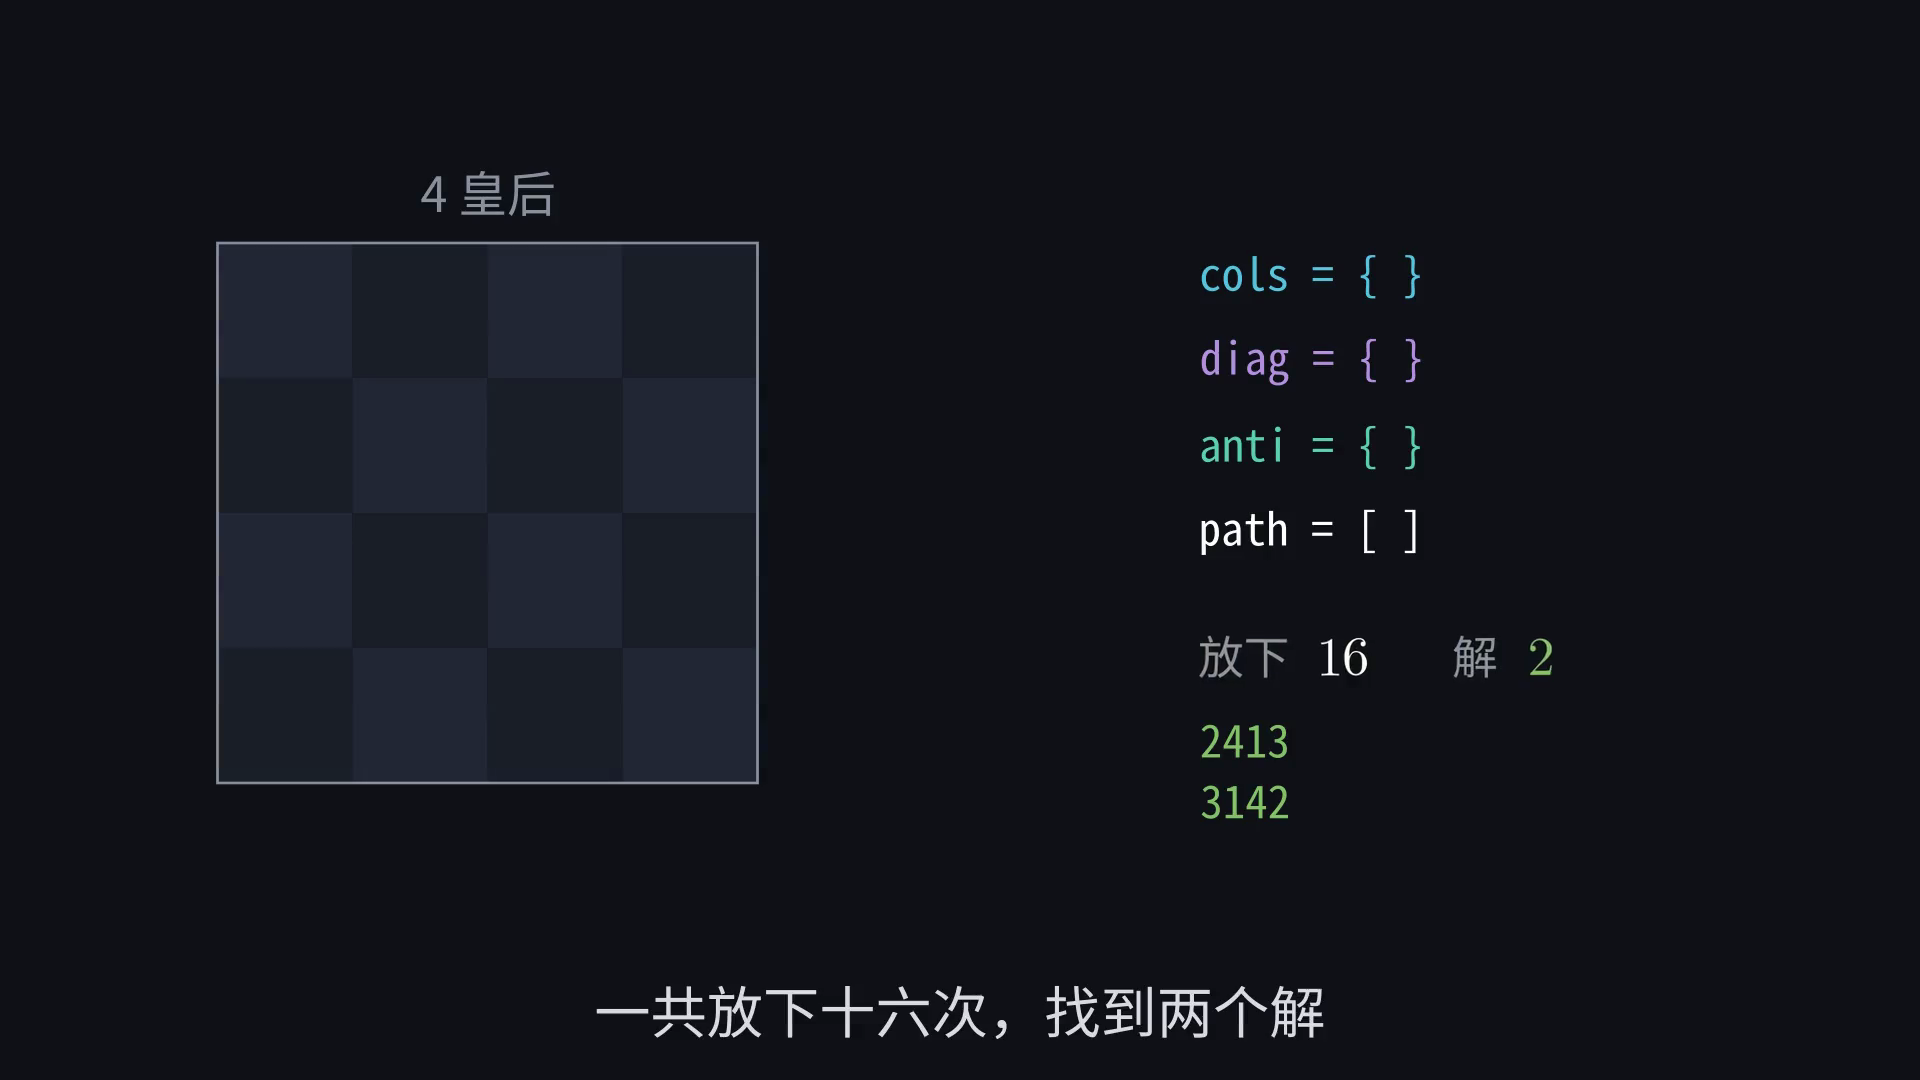 4 皇后
cols = { }
diag = { }
anti = { }
path = [ ]
放下 16 解 2
2413
3142
一共放下十六次，找到两个解